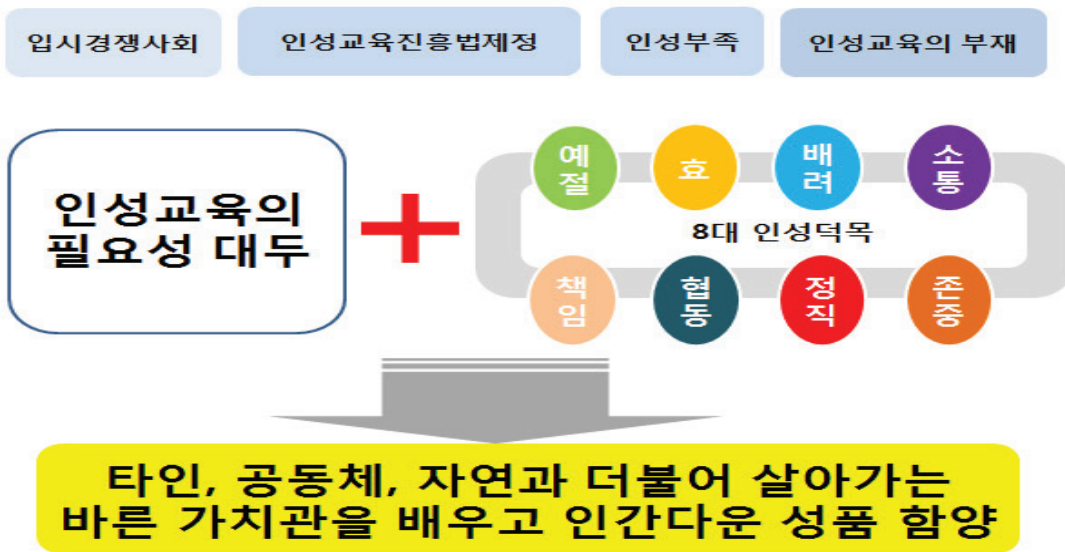 입시경쟁사회
인성교육진흥법제정
인성부족
인성교육의 부재
인성교육의
필요성 대두
예절
효
배려
소통
8대 인성덕목
책임
협동
정직
존중
타인, 공동체, 자연과 더불어 살아가는
바른 가치관을 배우고 인간다운 성품 함양